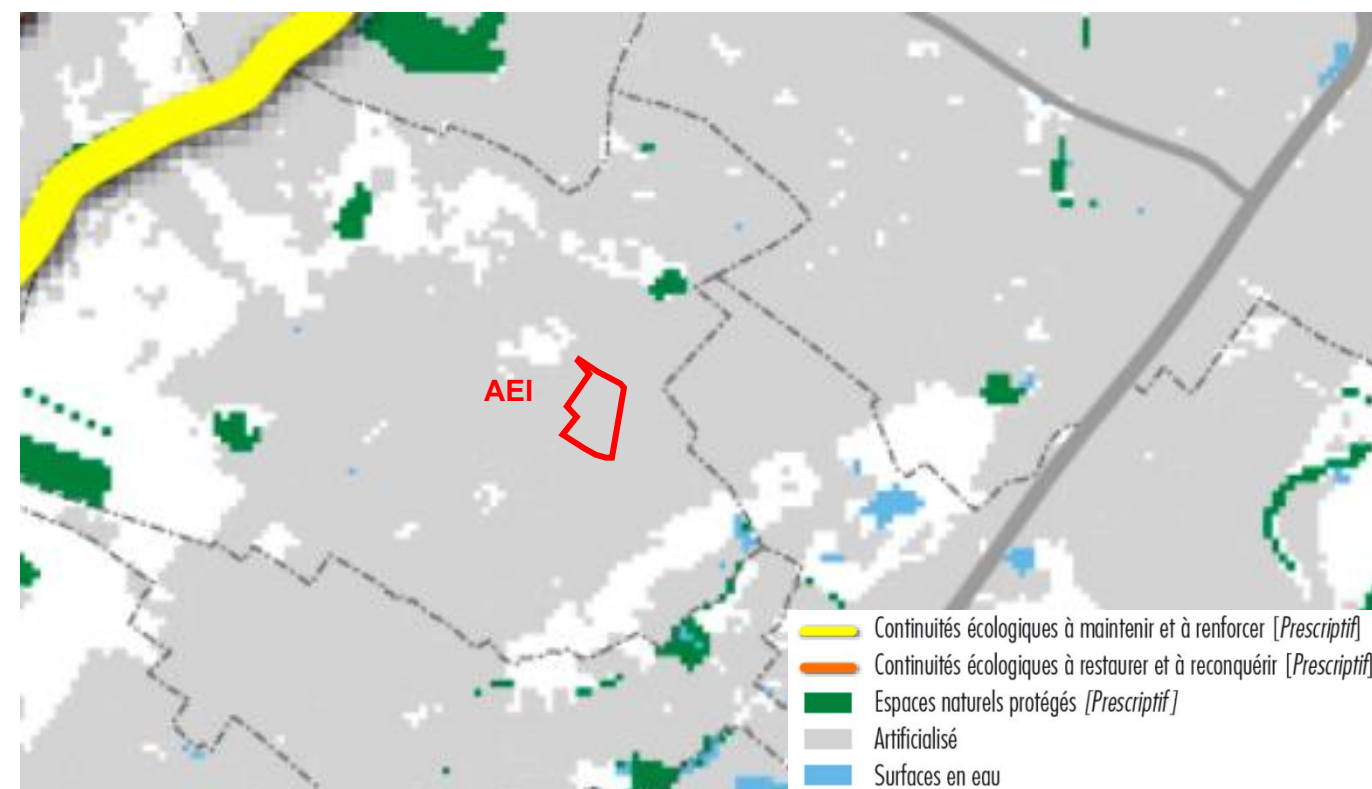 AEI
Continuités écologiques à maintenir et à renforcer [Prescriptif]
Continuités écologiques à restaurer et à reconquérir [Prescriptif]
Espaces naturels protégés [Prescriptif]
Artificialisé
Surfaces en eau